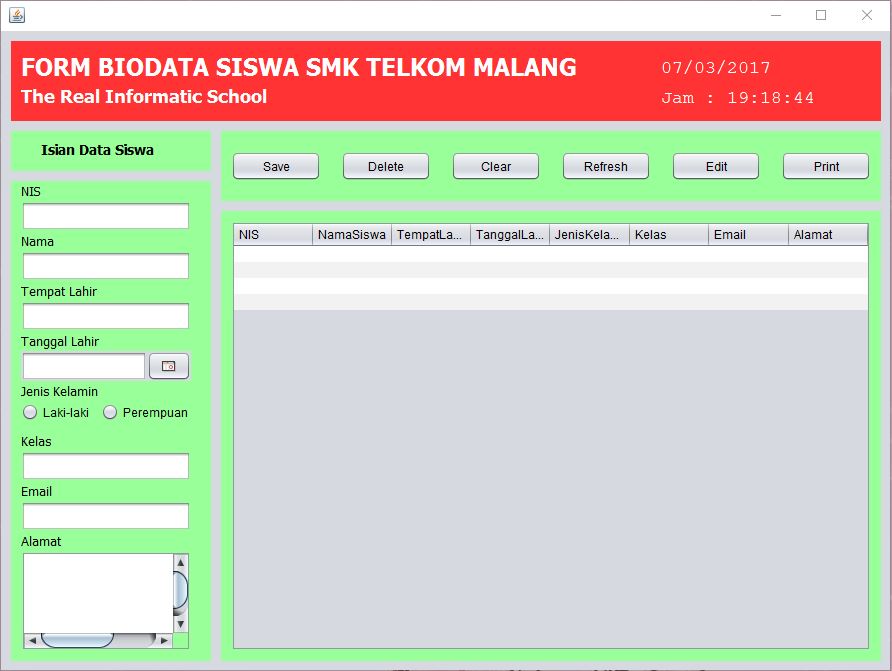 FORM BIODATA SISWA SMK TELKOM MALANG
The Real Informatic School
07/03/2017
Jam : 19:18:44
Isian Data Siswa
Save Delete Clear Refresh Edit Print
NIS
Nama
Tempat Lahir
Tanggal Lahir
Jenis Kelamin
Laki-laki Perempuan
Kelas
Email
Alamat
NIS NamaSiswa TempatLa... TanggalLa... JenisKela... Kelas Email Alamat